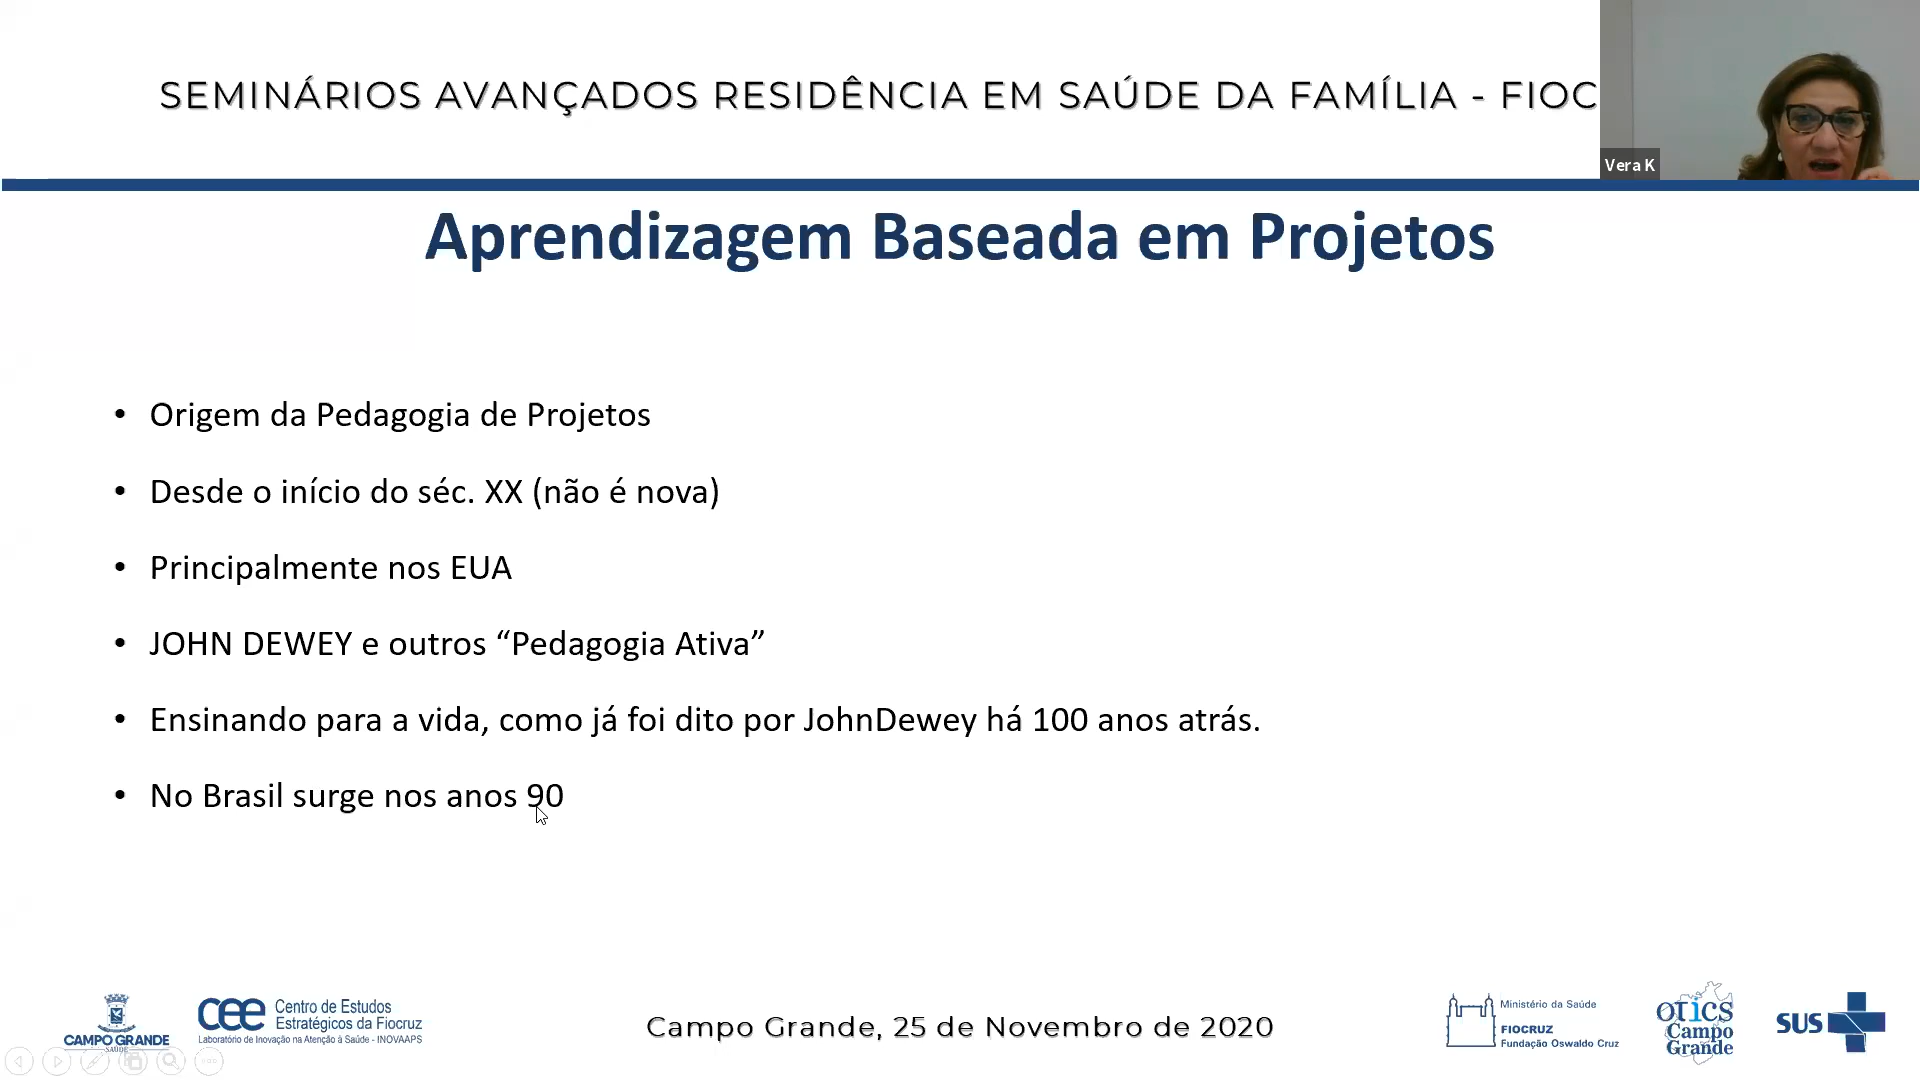 SEMINÁRIOS AVANÇADOS RESIDÊNCIA EM SAÚDE DA FAMÍLIA - FIOC
Vera K
Aprendizagem Baseada em Projetos
• Origem da Pedagogia de Projetos
• Desde o início do séc. XX (não é nova)
• Principalmente nos EUA
• JOHN DEWEY e outros “Pedagogia Ativa”
• Ensinando para a vida, como já foi dito por JohnDewey há 100 anos atrás.
• No Brasil surge nos anos 90
CAMPO GRANDE
SAÚDE
cee
Centro de Estudos
Estratégicos da Fiocruz
Laboratório de Inovação na Atenção à Saúde - INOVAAPS
Campo Grande, 25 de Novembro de 2020
Ministério da Saúde
FIOCRUZ
Fundação Oswaldo Cruz
OTICS
Campo
Grande
SUS